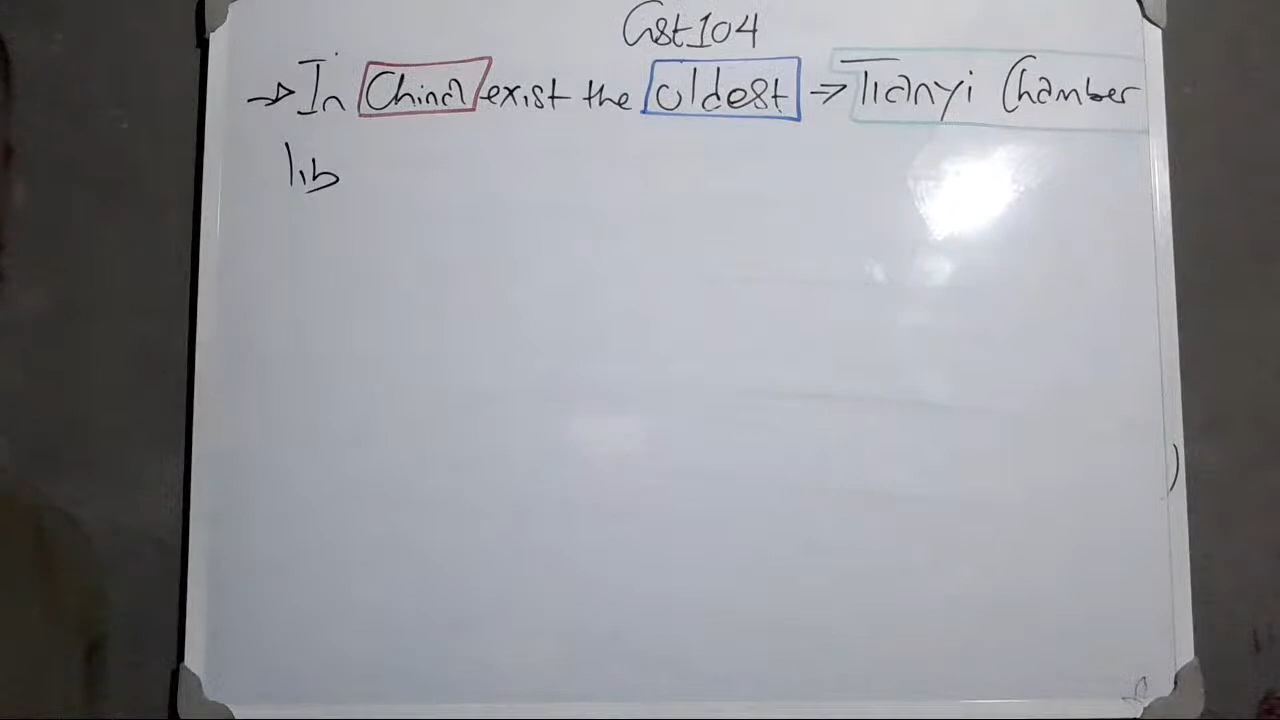 Gst104
→ In China exist the oldest → Tianyi Chamber
lib